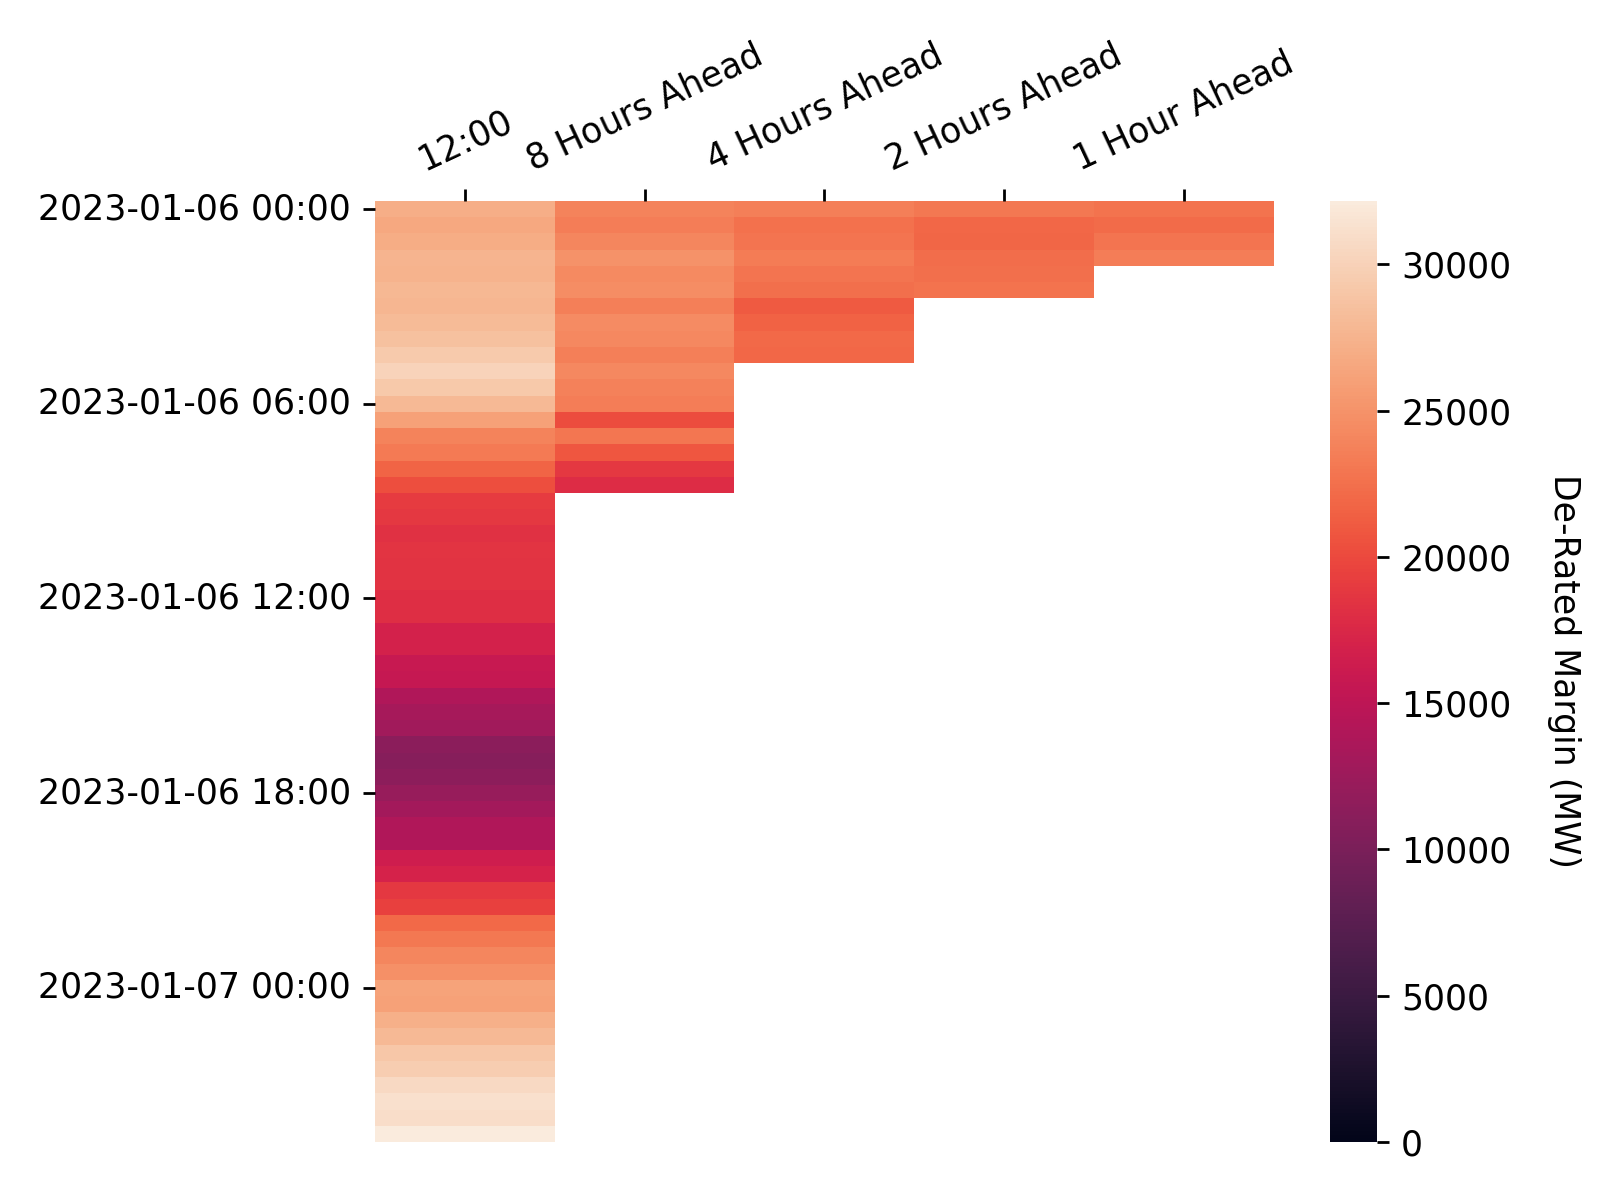 12:00
8 Hours Ahead
4 Hours Ahead
2 Hours Ahead
1 Hour Ahead
2023-01-06 00:00
2023-01-06 06:00
2023-01-06 12:00
2023-01-06 18:00
2023-01-07 00:00
30000
25000
20000
15000
10000
5000
0
De-Rated Margin (MW)